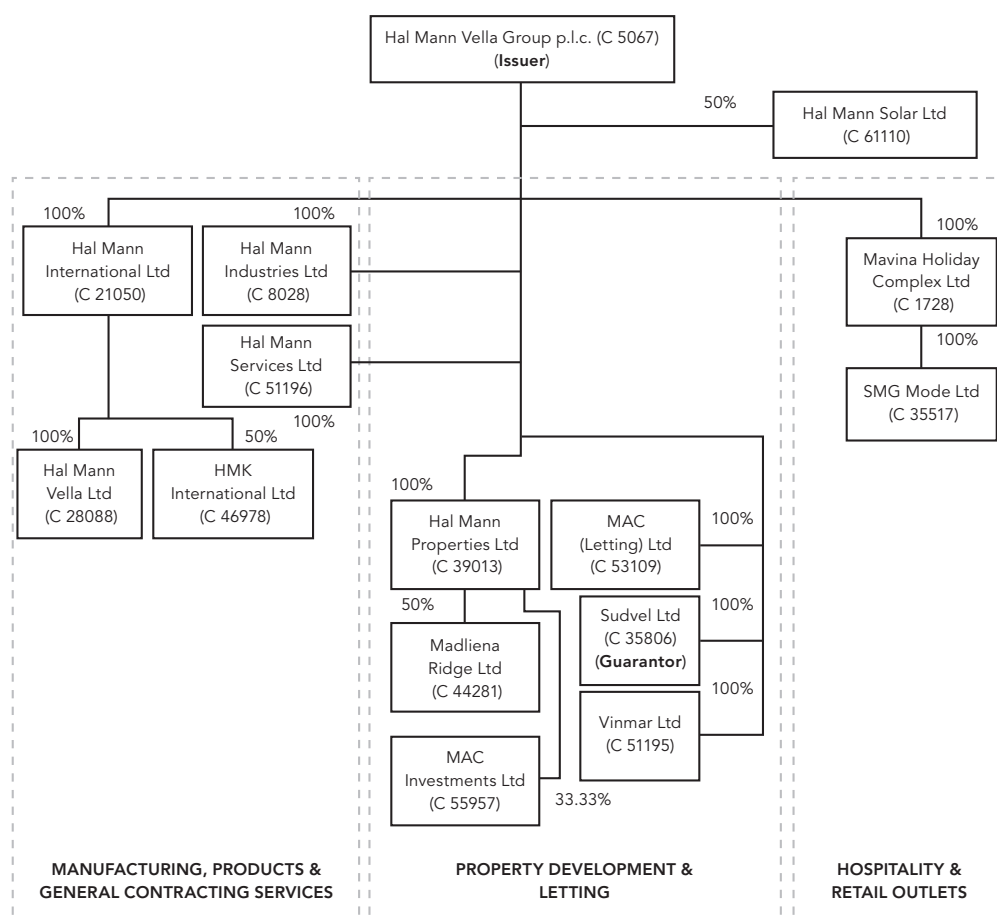 Hal Mann Vella Group p.l.c. (C 5067)
(Issuer)
50%
Hal Mann Solar Ltd
(C 61110)
100%
Hal Mann
International Ltd
(C 21050)
100%
Hal Mann
Industries Ltd
(C 8028)
Hal Mann
Services Ltd
(C 51196)
100%
100%
Hal Mann
Vella Ltd
(C 28088)
50%
HMK
International Ltd
(C 46978)
100%
Hal Mann
Properties Ltd
(C 39013)
50%
Madliena
Ridge Ltd
(C 44281)
MAC
Investments Ltd
(C 55957)
33.33%
MAC
(Letting) Ltd
(C 53109)
100%
Sudvel Ltd
(C 35806)
(Guarantor)
100%
Vinmar Ltd
(C 51195)
100%
100%
Mavina Holiday
Complex Ltd
(C 1728)
100%
SMG Mode Ltd
(C 35517)
MANUFACTURING, PRODUCTS &
GENERAL CONTRACTING SERVICES
PROPERTY DEVELOPMENT &
LETTING
HOSPITALITY &
RETAIL OUTLETS